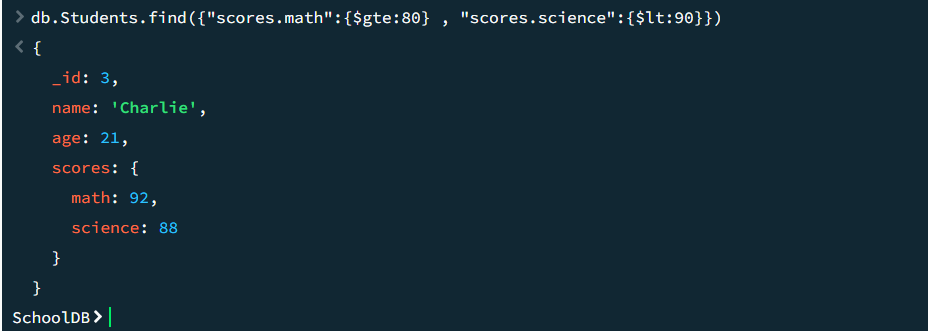 > db.Students.find({"scores.math":{$gte:80} , "scores.science":{$lt:90}})
< {
_id: 3,
name: 'Charlie',
age: 21,
scores: {
math: 92,
science: 88
}
}
SchoolDB>